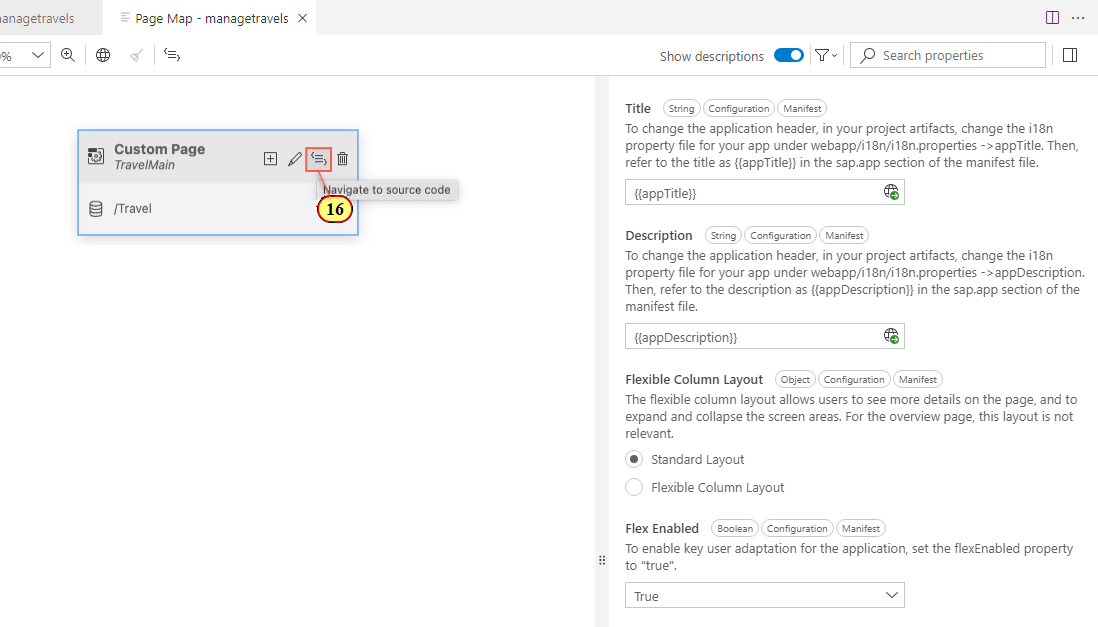 managetravels
Page Map - managetravels
%
Show descriptions
Search properties
Custom Page
TravelMain
Navigate to source code
16
/Travel
Title String Configuration Manifest
To change the application header, in your project artifacts, change the i18n
property file for your app under webapp/i18n/i18n.properties ->appTitle. Then,
refer to the title as {{appTitle}} in the sap.app section of the manifest file.
{{appTitle}}
Description String Configuration Manifest
To change the application header, in your project artifacts, change the i18n
property file for your app under webapp/i18n/i18n.properties ->appDescription.
Then, refer to the description as {{appDescription}} in the sap.app section of the
manifest file.
{{appDescription}}
Flexible Column Layout Object Configuration Manifest
The flexible column layout allows users to see more details on the page, and to
expand and collapse the screen areas. For the overview page, this layout is not
relevant.
Standard Layout
Flexible Column Layout
Flex Enabled Boolean Configuration Manifest
To enable key user adaptation for the application, set the flexEnabled property
to "true".
True